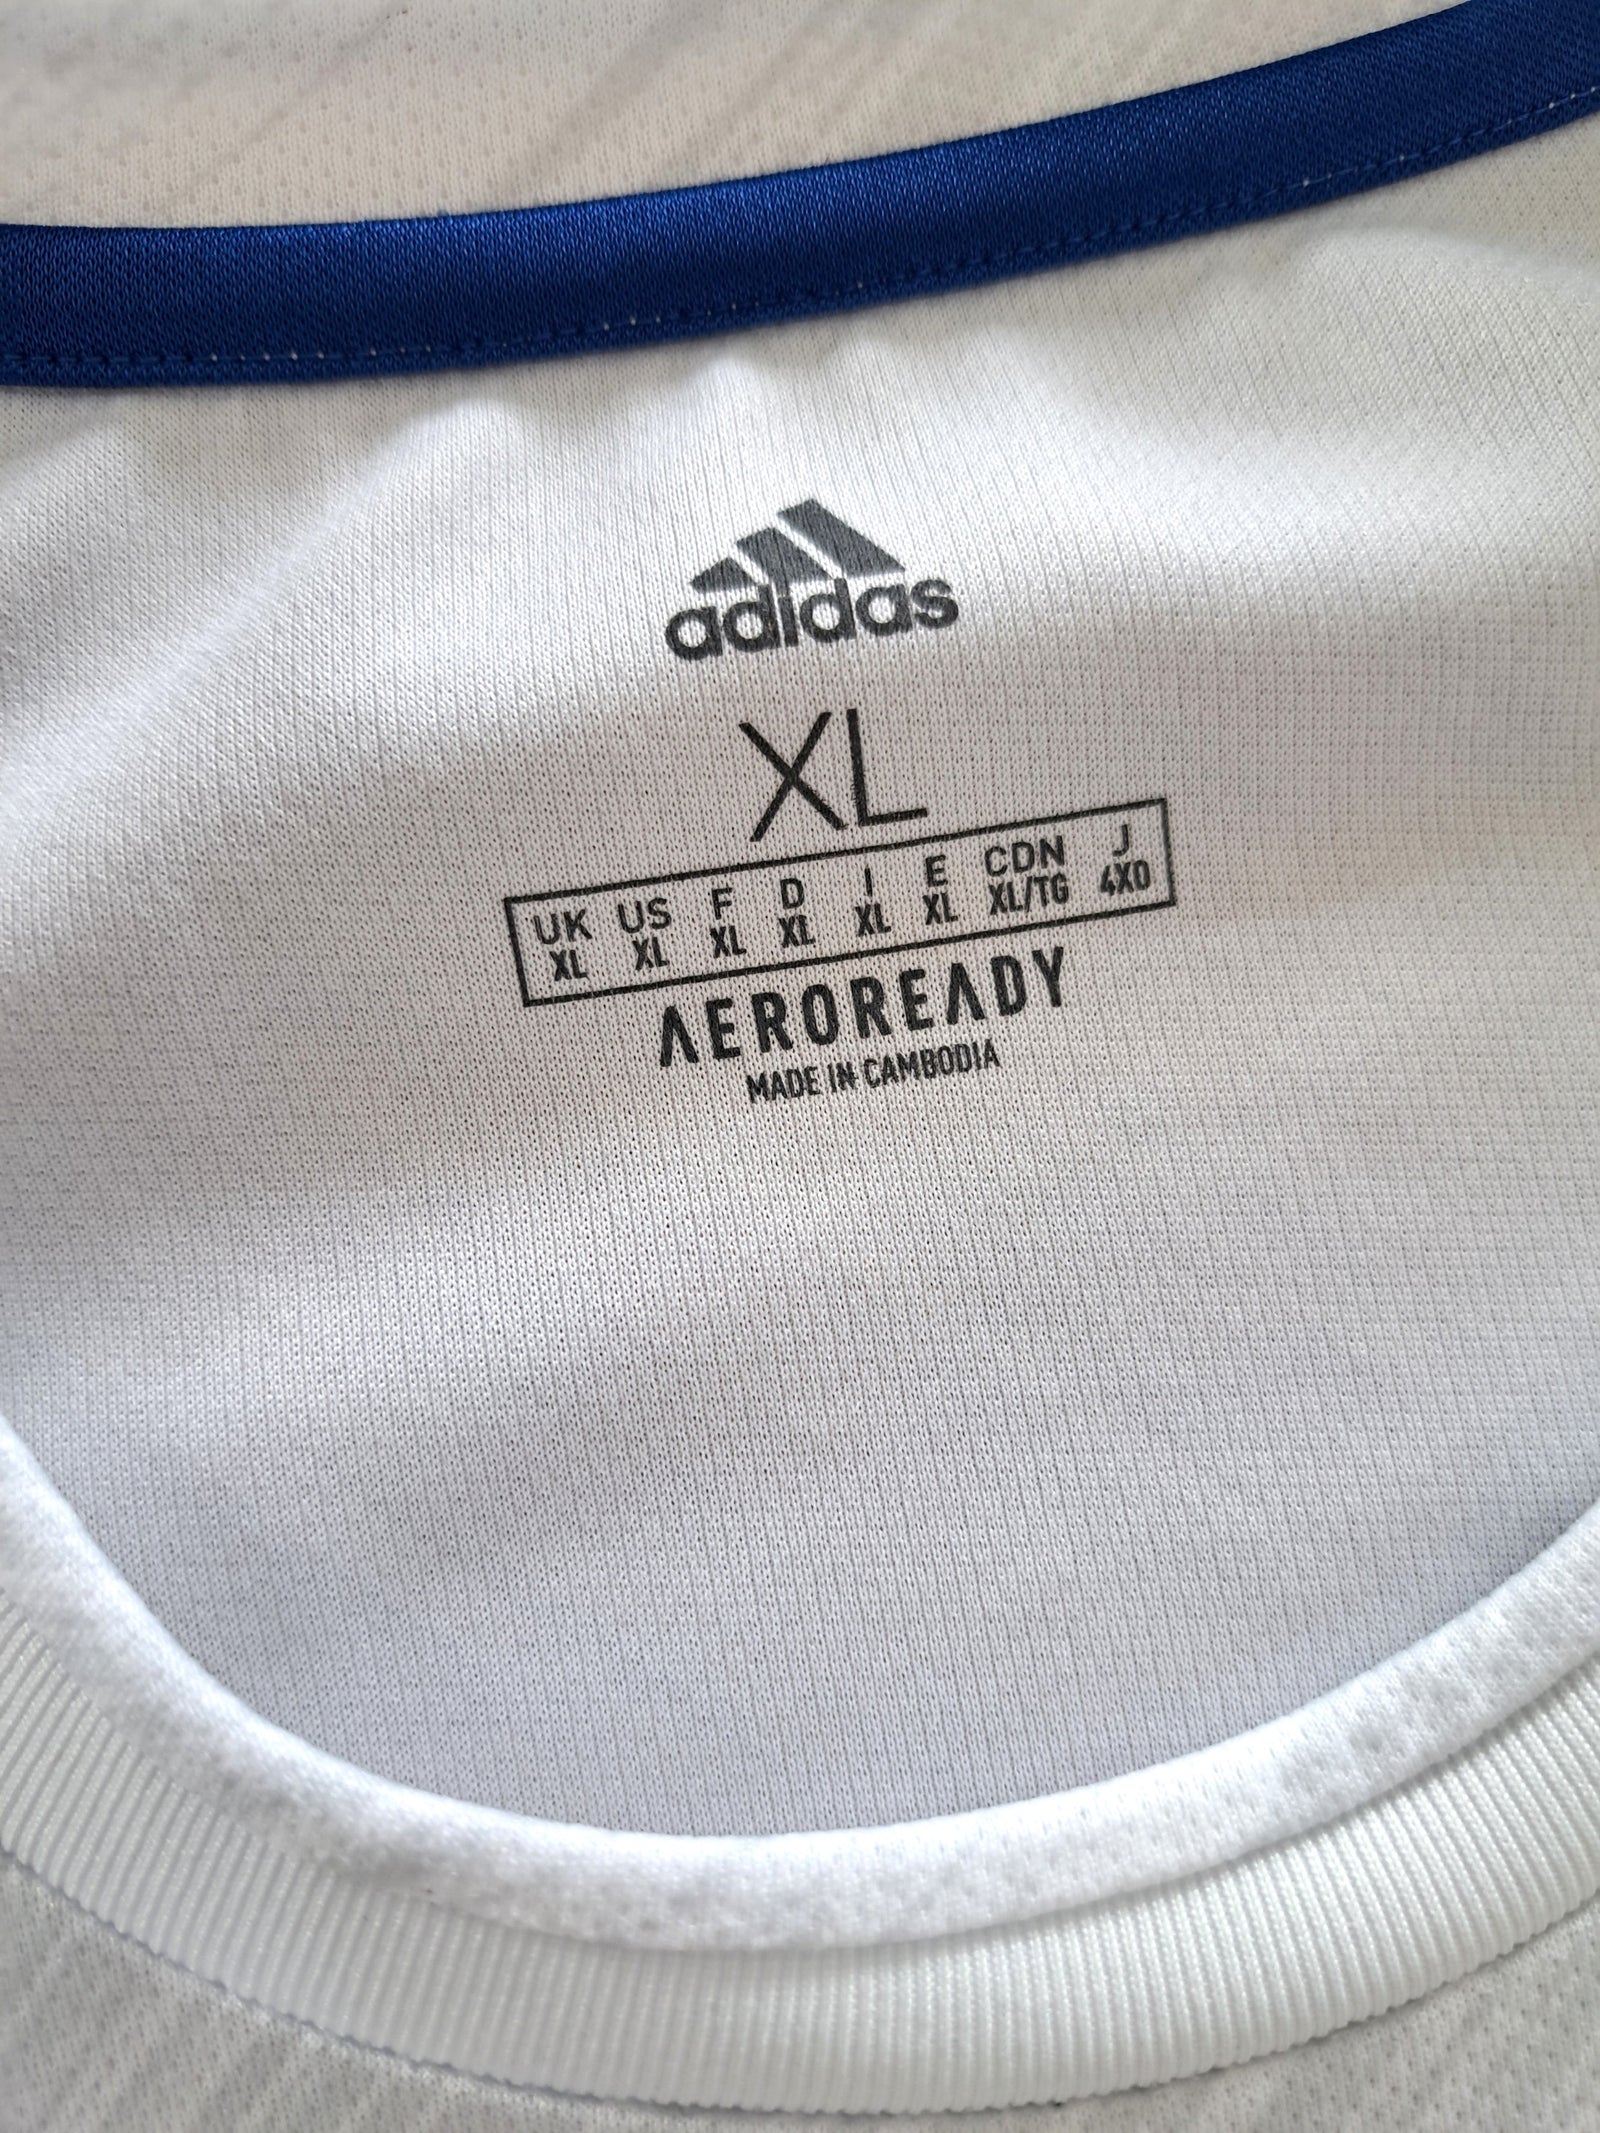 adidas
XL
UK US F D I E CDN J
XL XL XL XL XL XL XL/TG 4XO
AEROREADY
MADE IN CAMBODIA